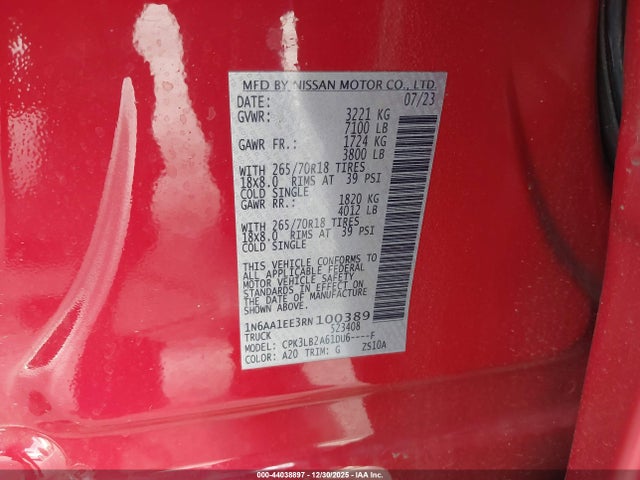 MFD BY NISSAN MOTOR CO., LTD
DATE: 07/23
GVWR: 3221 KG
7100 LB
GAWR FR.: 1724 KG
3800 LB
WITH 265/70R18 TIRES
18X8.0 RIMS AT 39 PSI
COLD SINGLE
GAWR RR.: 1820 KG
4012 LB
WITH 265/70R18 TIRES
18X8.0 RIMS AT 39 PSI
COLD SINGLE
THIS VEHICLE CONFORMS TO
ALL APPLICABLE FEDERAL
MOTOR VEHICLE SAFETY
STANDARDS IN EFFECT ON
THE DATE OF MANUFACTURE
SHOWN ABOVE.
1N6AA1EE3RN100389
TRUCK 523408
MODEL: CPK3LB2A61DU6----F
COLOR: A20 TRIM: G ZS10A
000-44038897 - 12/30/2025 - IAA Inc. - Copart